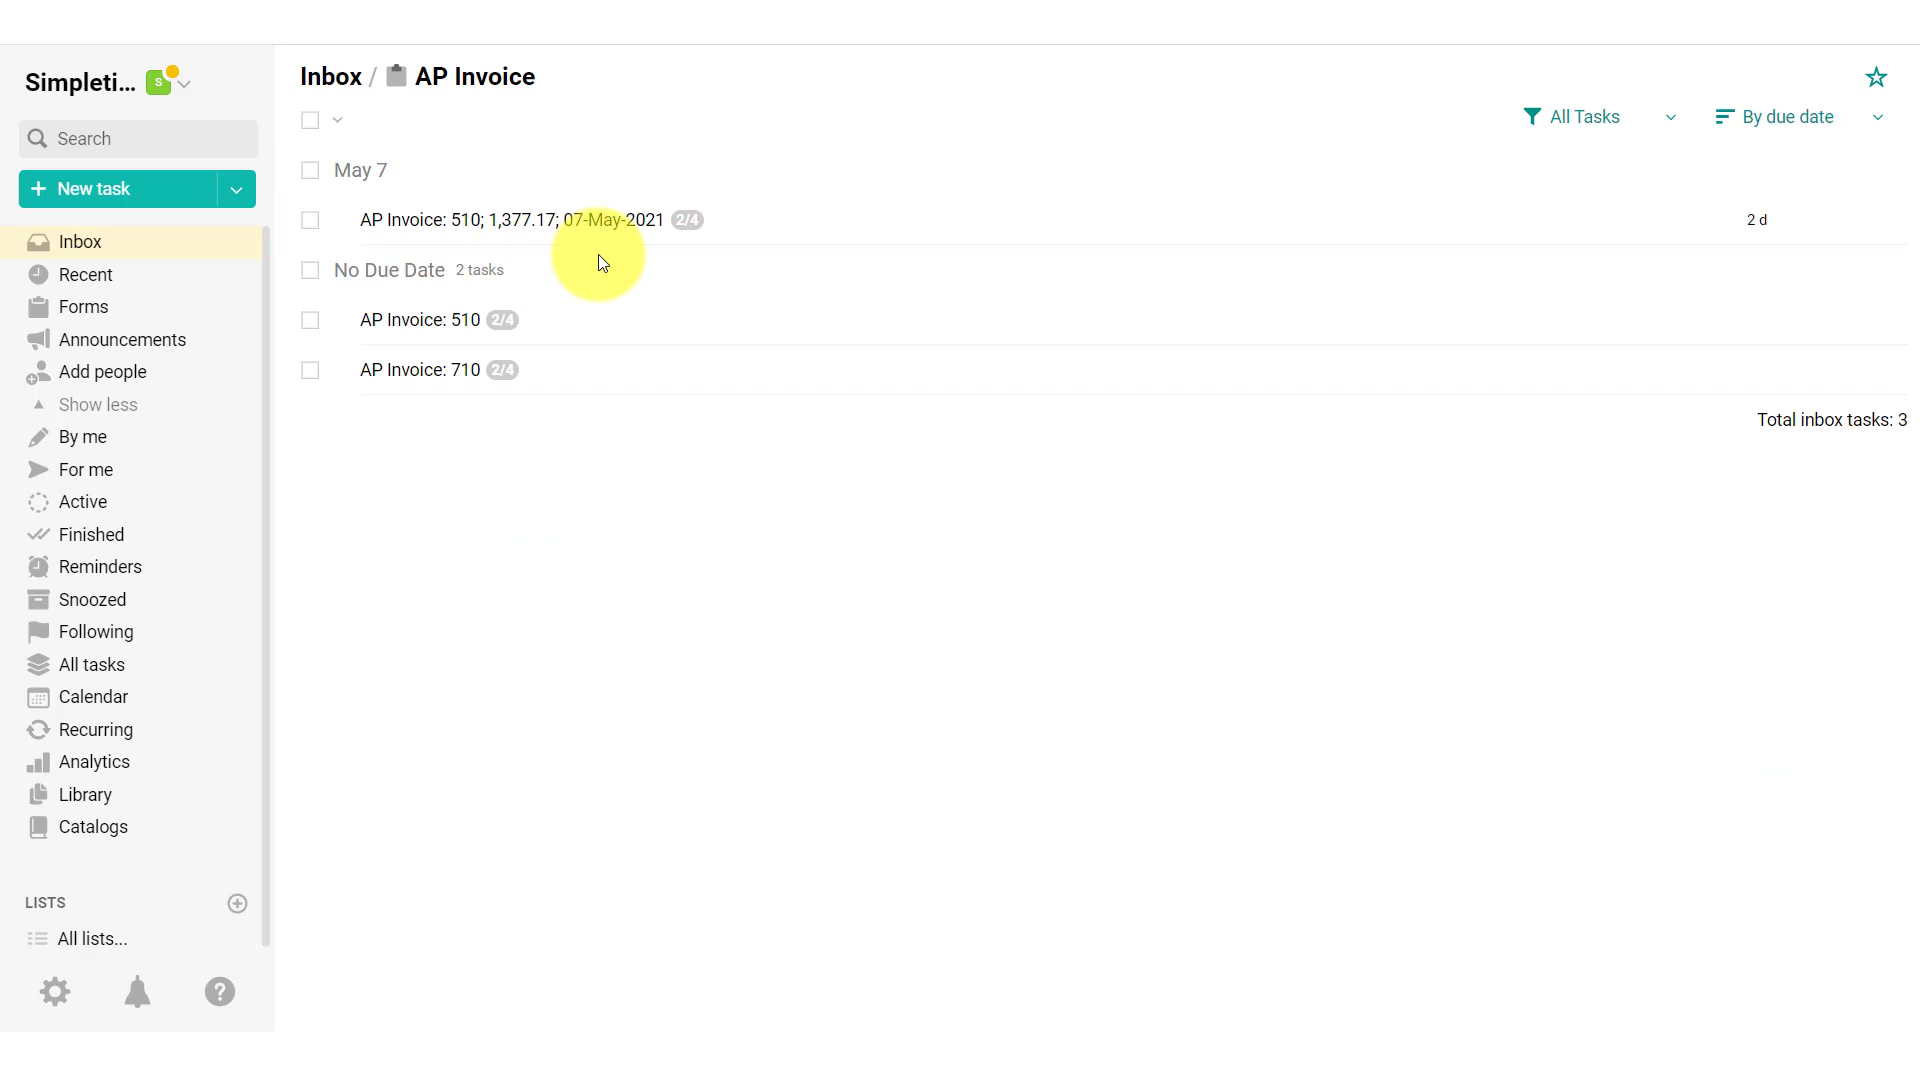 Simpleti... S
Inbox / AP Invoice
Search
All Tasks
By due date
New task
May 7
AP Invoice: 510; 1,377.17; 07-May-2021 2/4
2 d
Inbox
No Due Date 2 tasks
Recent
Forms
AP Invoice: 510 2/4
Announcements
Add people
AP Invoice: 710 2/4
Show less
Total inbox tasks: 3
By me
For me
Active
Finished
Reminders
Snoozed
Following
All tasks
Calendar
Recurring
Analytics
Library
Catalogs
LISTS
All lists...